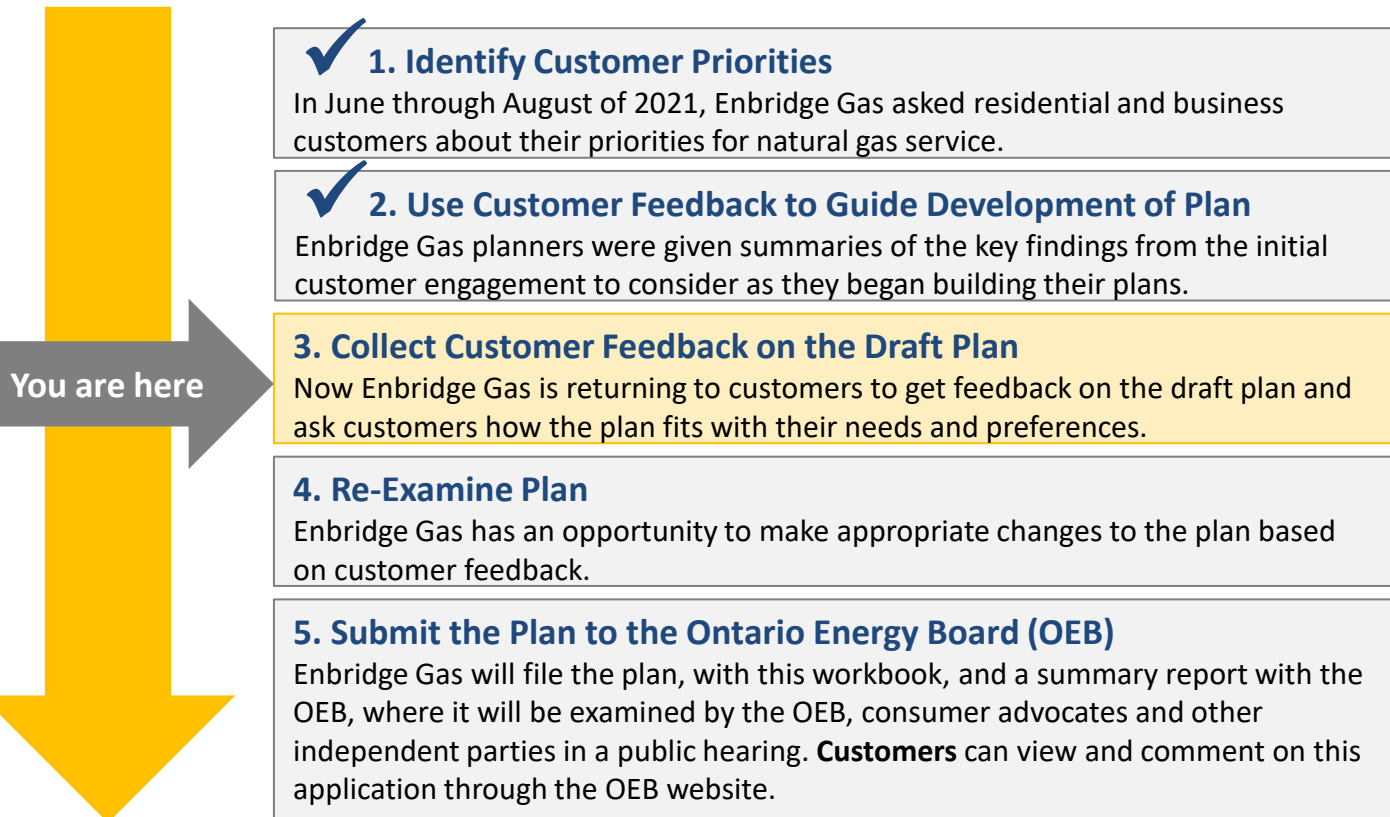 1. Identify Customer Priorities
In June through August of 2021, Enbridge Gas asked residential and business
customers about their priorities for natural gas service.
2. Use Customer Feedback to Guide Development of Plan
Enbridge Gas planners were given summaries of the key findings from the initial
customer engagement to consider as they began building their plans.
You are here
3. Collect Customer Feedback on the Draft Plan
Now Enbridge Gas is returning to customers to get feedback on the draft plan and
ask customers how the plan fits with their needs and preferences.
4. Re-Examine Plan
Enbridge Gas has an opportunity to make appropriate changes to the plan based
on customer feedback.
5. Submit the Plan to the Ontario Energy Board (OEB)
Enbridge Gas will file the plan, with this workbook, and a summary report with the
OEB, where it will be examined by the OEB, consumer advocates and other
independent parties in a public hearing. Customers can view and comment on this
application through the OEB website.